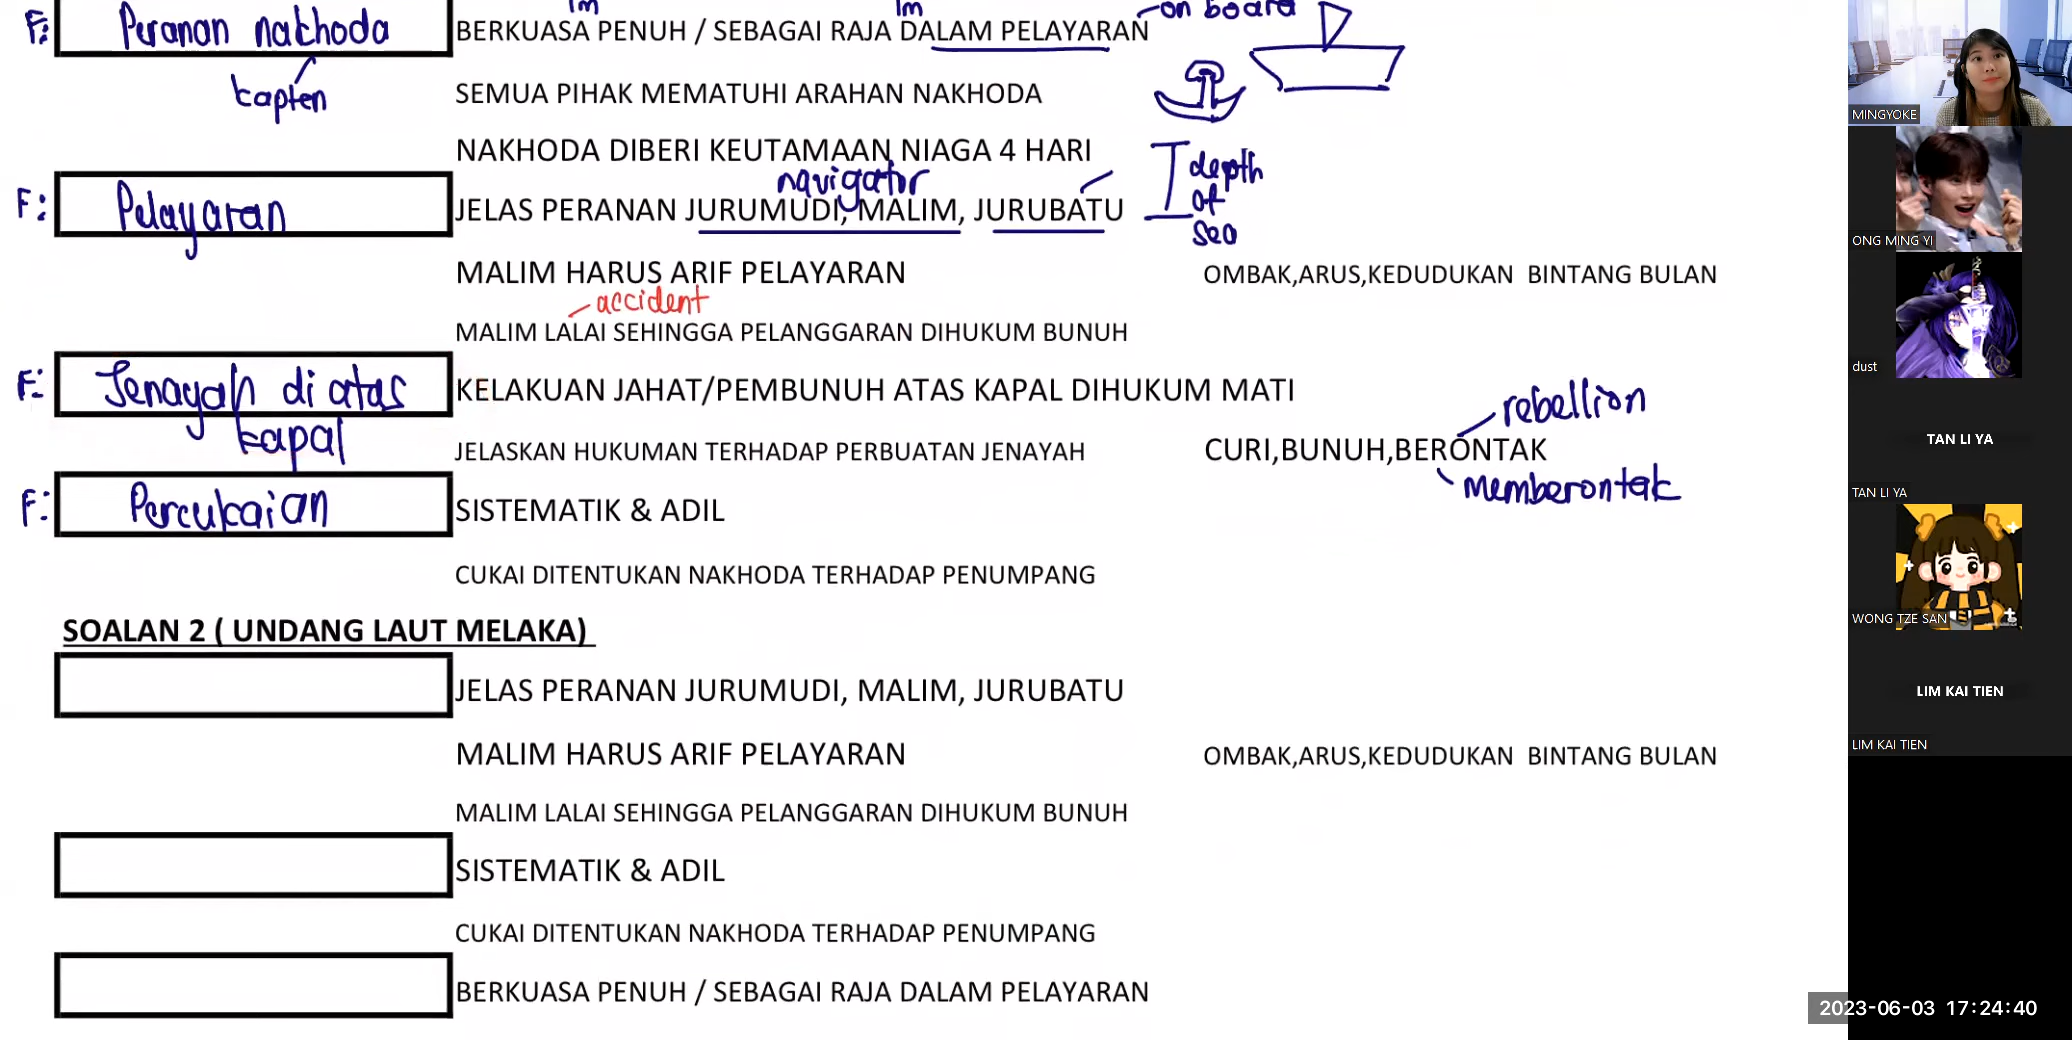 1m 1m on board
F: Peranan nakhoda BERKUASA PENUH / SEBAGAI RAJA DALAM PELAYARAN
kapten SEMUA PIHAK MEMATUHI ARAHAN NAKHODA
NAKHODA DIBERI KEUTAMAAN NIAGA 4 HARI
navigator
F: Pelayaran JELAS PERANAN JURUMUDI, MALIM, JURUBATU
depth
of
sea
MALIM HARUS ARIF PELAYARAN OMBAK,ARUS,KEDUDUKAN BINTANG BULAN
accident
MALIM LALAI SEHINGGA PELANGGARAN DIHUKUM BUNUH
F: Jenayah di atas KELAKUAN JAHAT/PEMBUNUH ATAS KAPAL DIHUKUM MATI
rebellion
kapal JELASKAN HUKUMAN TERHADAP PERBUATAN JENAYAH CURI,BUNUH,BERONTAK
memberontak
F: Percukaian SISTEMATIK & ADIL
CUKAI DITENTUKAN NAKHODA TERHADAP PENUMPANG
SOALAN 2 ( UNDANG LAUT MELAKA)
JELAS PERANAN JURUMUDI, MALIM, JURUBATU
MALIM HARUS ARIF PELAYARAN OMBAK,ARUS,KEDUDUKAN BINTANG BULAN
MALIM LALAI SEHINGGA PELANGGARAN DIHUKUM BUNUH
SISTEMATIK & ADIL
CUKAI DITENTUKAN NAKHODA TERHADAP PENUMPANG
BERKUASA PENUH / SEBAGAI RAJA DALAM PELAYARAN
MINGYOKE
ONG MING YI
dust
TAN LI YA
TAN LI YA
WONG TZE SAN
LIM KAI TIEN
LIM KAI TIEN
2023-06-03 17:24:40